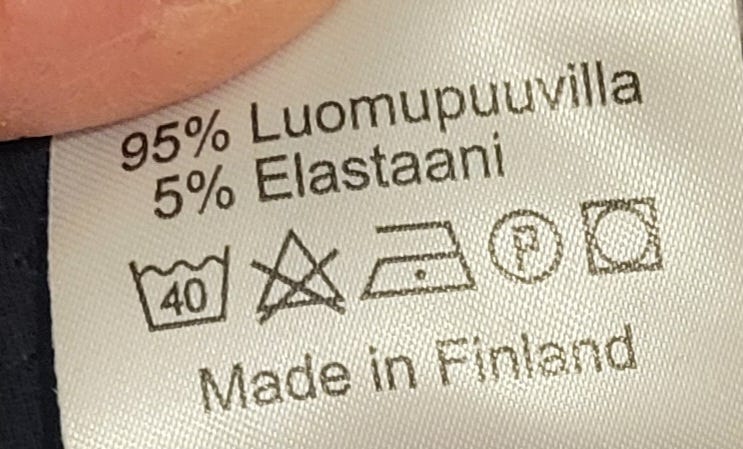 95% Luomupuuvilla
5% Elastaani
40 P
Made in Finland